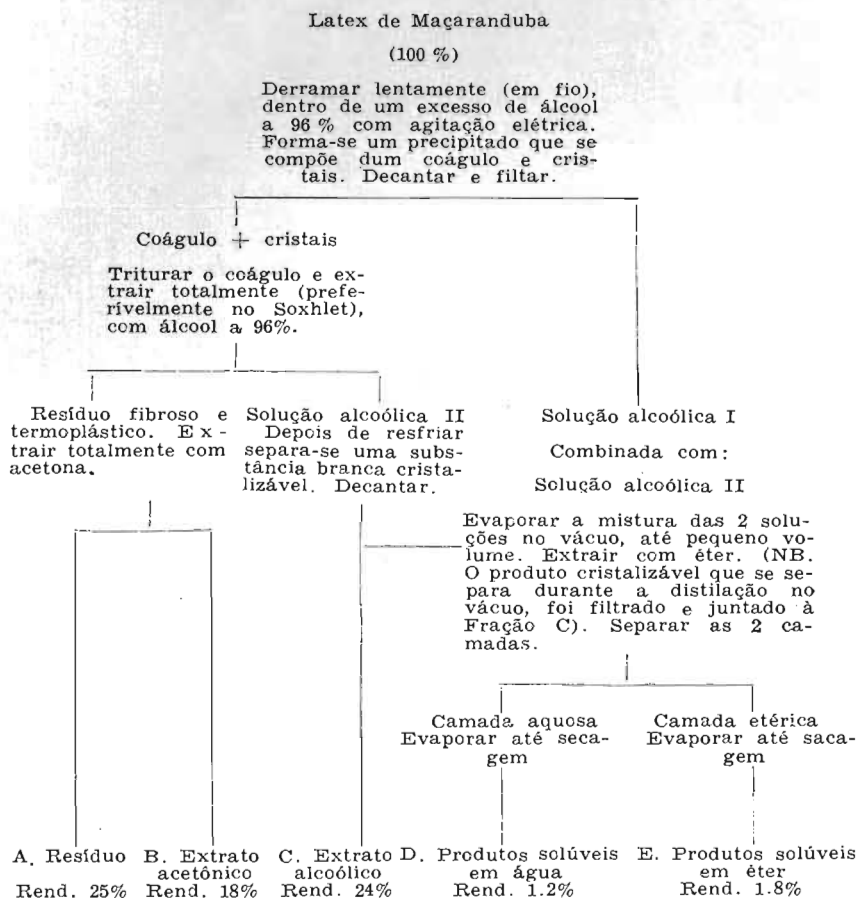 Latex de Maçaranduba
(100 %)
Derramar lentamente (em fio),
dentro de um excesso de álcool
a 96 % com agitação elétrica.
Forma-se um precipitado que se
compõe dum coágulo e cris-
tais. Decantar e filtar.
Coágulo + cristais
Triturar o coágulo e ex-
trair totalmente (prefe-
rívelmente no Soxhlet),
com álcool a 96%.
Resíduo fibroso e
termoplástico. Ex-
trair totalmente com
acetona.
Solução alcoólica II
Depois de resfriar
separa-se uma subs-
tância branca crista-
lizável. Decantar.
Solução alcoólica I
Combinada com:
Solução alcoólica II
Evaporar a mistura das 2 solu-
ções no vácuo, até pequeno vo-
lume. Extrair com éter. (NB.
O produto cristalizável que se se-
para durante a distilação no
vácuo, foi filtrado e juntado à
Fração C). Separar as 2 ca-
madas.
Camada aquosa
Evaporar até seca-
gem
Camada etérica
Evaporar até saca-
gem
A. Resíduo
Rend. 25%
B. Extrato
acetônico
Rend. 18%
C. Extrato
alcoólico
Rend. 24%
D. Produtos solúveis
em água
Rend. 1.2%
E. Produtos solúveis
em éter
Rend. 1.8%